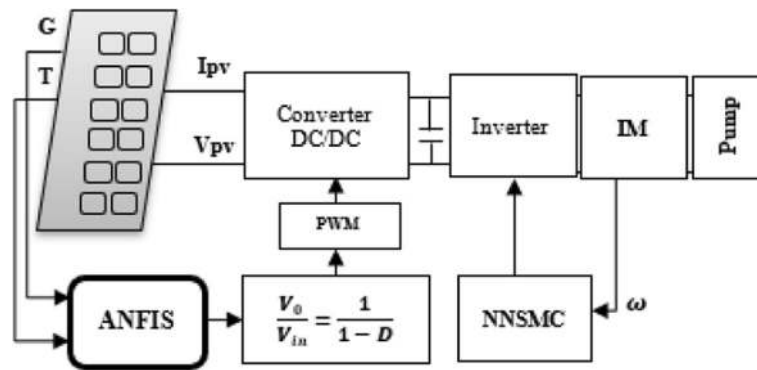 G
T
Ipv
Vpv
Converter
DC/DC
Inverter
IM
Pump
PWM
ANFIS
V₀/Vᵢₙ = 1/(1 − D)
NNSMC
ω